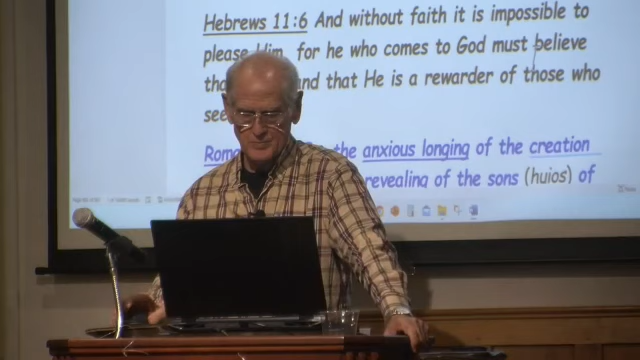 Hebrews 11:6 And without faith it is impossible to
please Him, for he who comes to God must believe
and that He is a rewarder of those who
the anxious longing of the creation
revealing of the sons (huios) of